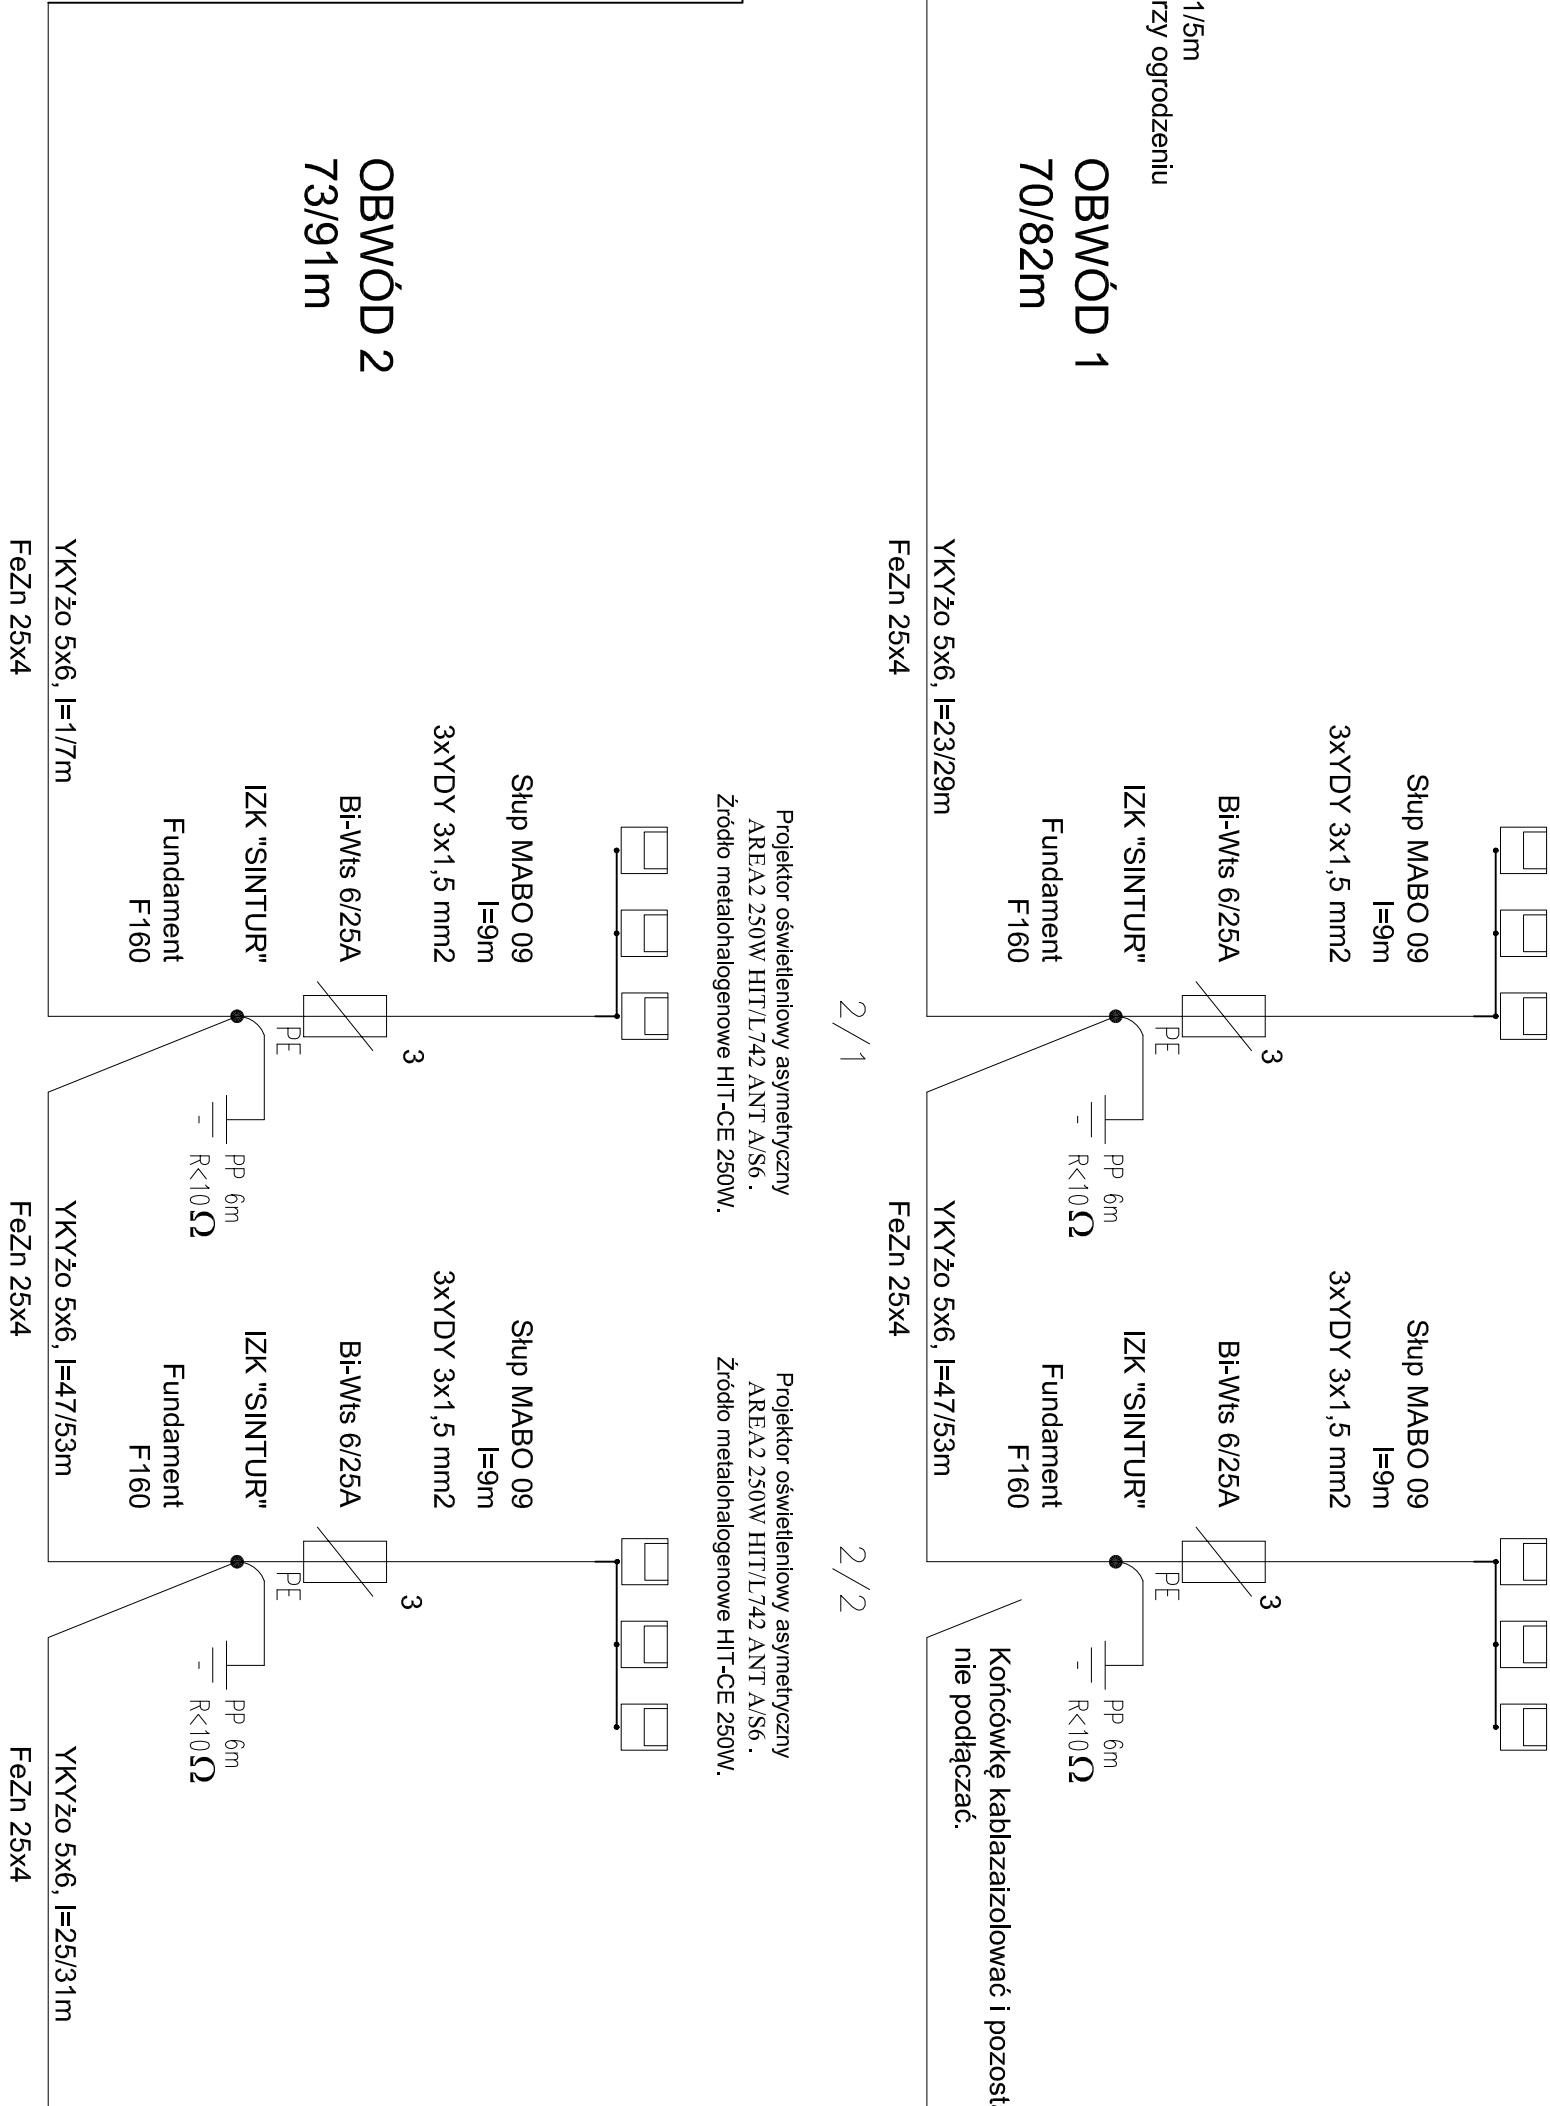 1/5m
rzy ogrodzeniu
OBWÓD 1
70/82m
Słup MABO 09
l=9m
3xYDY 3x1,5 mm2
Bi-Wts 6/25A
3
IZK "SINTUR"
PE
Fundament
F160
PP 6m
R<10Ω
YKYżo 5x6, l=23/29m
FeZn 25x4
Słup MABO 09
l=9m
3xYDY 3x1,5 mm2
Bi-Wts 6/25A
3
IZK "SINTUR"
PE
Fundament
F160
PP 6m
R<10Ω
YKYżo 5x6, l=47/53m
FeZn 25x4
Końcówkę kablazaizolować i pozost
nie podłączać.
2/1
Projektor oświetleniowy asymetryczny
AREA2 250W HIT/L742 ANT A/S6 .
Źródło metalohalogenowe HIT-CE 250W.
2/2
Projektor oświetleniowy asymetryczny
AREA2 250W HIT/L742 ANT A/S6 .
Źródło metalohalogenowe HIT-CE 250W.
OBWÓD 2
73/91m
Słup MABO 09
l=9m
3xYDY 3x1,5 mm2
Bi-Wts 6/25A
3
IZK "SINTUR"
PE
Fundament
F160
PP 6m
R<10Ω
YKYżo 5x6, l=1/7m
FeZn 25x4
Słup MABO 09
l=9m
3xYDY 3x1,5 mm2
Bi-Wts 6/25A
3
IZK "SINTUR"
PE
Fundament
F160
PP 6m
R<10Ω
YKYżo 5x6, l=47/53m
FeZn 25x4
YKYżo 5x6, l=25/31m
FeZn 25x4